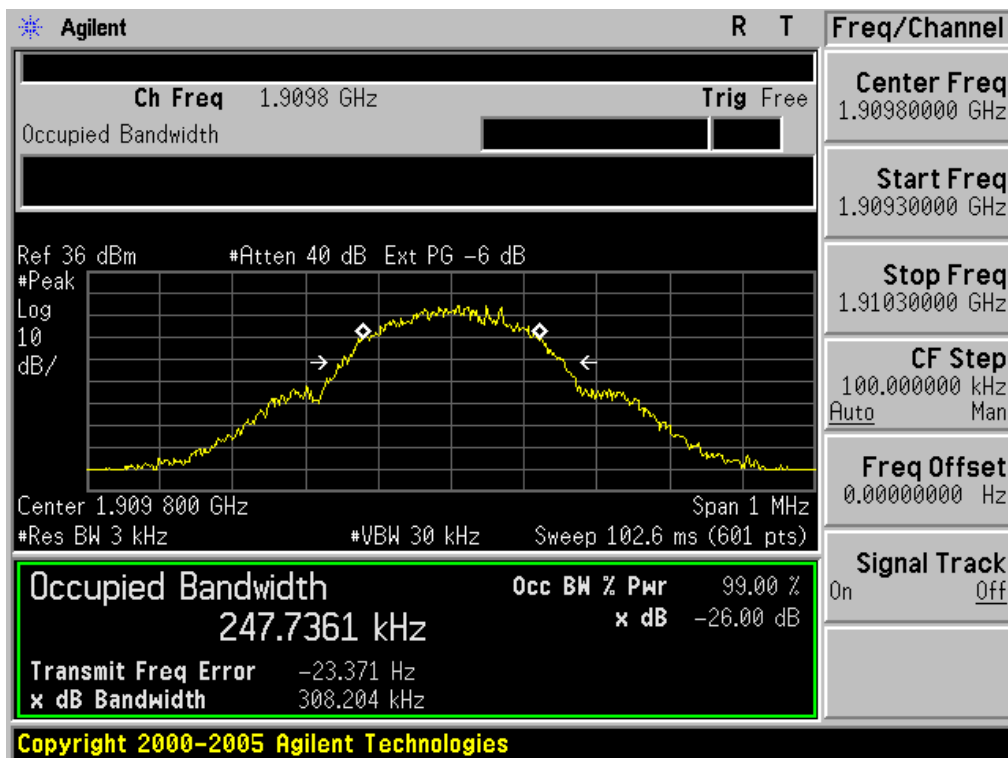 Agilent R T Freq/Channel
Ch Freq 1.9098 GHz Trig Free
Occupied Bandwidth
Center Freq
1.90980000 GHz
Start Freq
1.90930000 GHz
Stop Freq
1.91030000 GHz
CF Step
100.000000 kHz
Auto Man
Freq Offset
0.00000000 Hz
Signal Track
On Off
Ref 36 dBm #Atten 40 dB Ext PG -6 dB
#Peak
Log
10
dB/
Center 1.909 800 GHz Span 1 MHz
#Res BW 3 kHz #VBW 30 kHz Sweep 102.6 ms (601 pts)
Occupied Bandwidth Occ BW % Pwr 99.00 %
247.7361 kHz x dB -26.00 dB
Transmit Freq Error -23.371 Hz
x dB Bandwidth 308.204 kHz
Copyright 2000-2005 Agilent Technologies